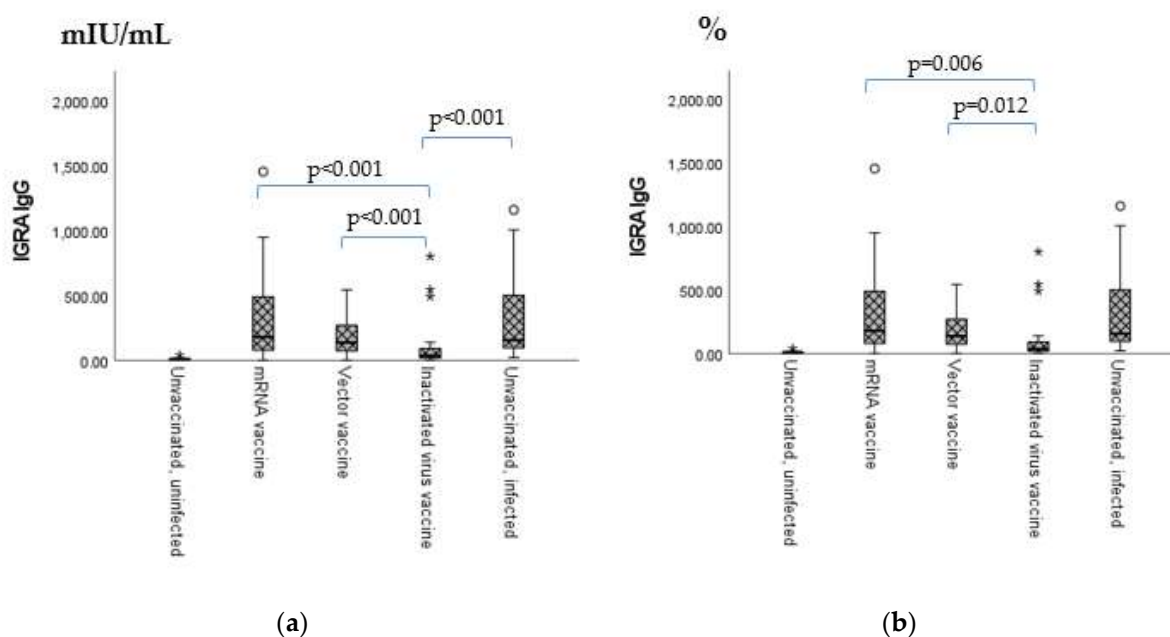 mIU/mL
2,000.00
1,500.00
1,000.00
500.00
0.00
IGRA IgG
p<0.001
p<0.001
p<0.001
Unvaccinated, uninfected
mRNA vaccine
Vector vaccine
Inactivated virus vaccine
Unvaccinated, infected
(a)
%
2,000.00
1,500.00
1,000.00
500.00
0.00
IGRA IgG
p=0.006
p=0.012
Unvaccinated, uninfected
mRNA vaccine
Vector vaccine
Inactivated virus vaccine
Unvaccinated, infected
(b)